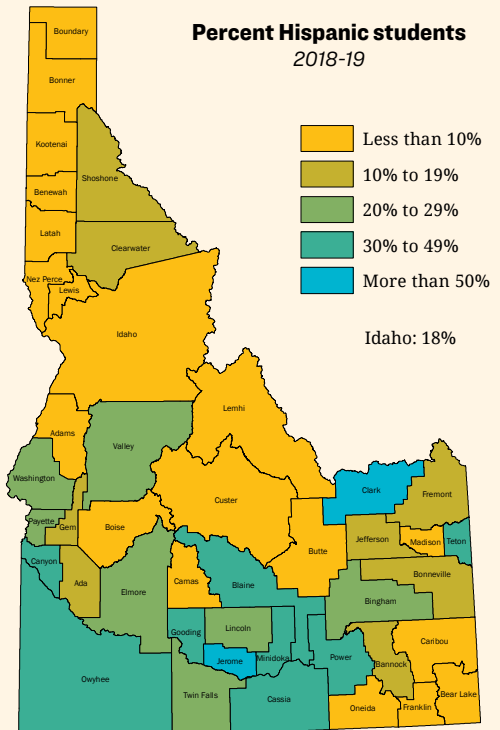 Percent Hispanic students
2018-19
Less than 10%
10% to 19%
20% to 29%
30% to 49%
More than 50%
Idaho: 18%
Boundary
Bonner
Kootenai
Shoshone
Benewah
Latah
Clearwater
Nez Perce
Lewis
Idaho
Lemhi
Adams
Valley
Washington
Custer
Clark
Fremont
Payette
Gem
Boise
Butte
Jefferson
Madison
Teton
Canyon
Ada
Elmore
Camas
Blaine
Bonneville
Bingham
Gooding
Lincoln
Jerome
Minidoka
Power
Bannock
Caribou
Owyhee
Twin Falls
Cassia
Oneida
Franklin
Bear Lake